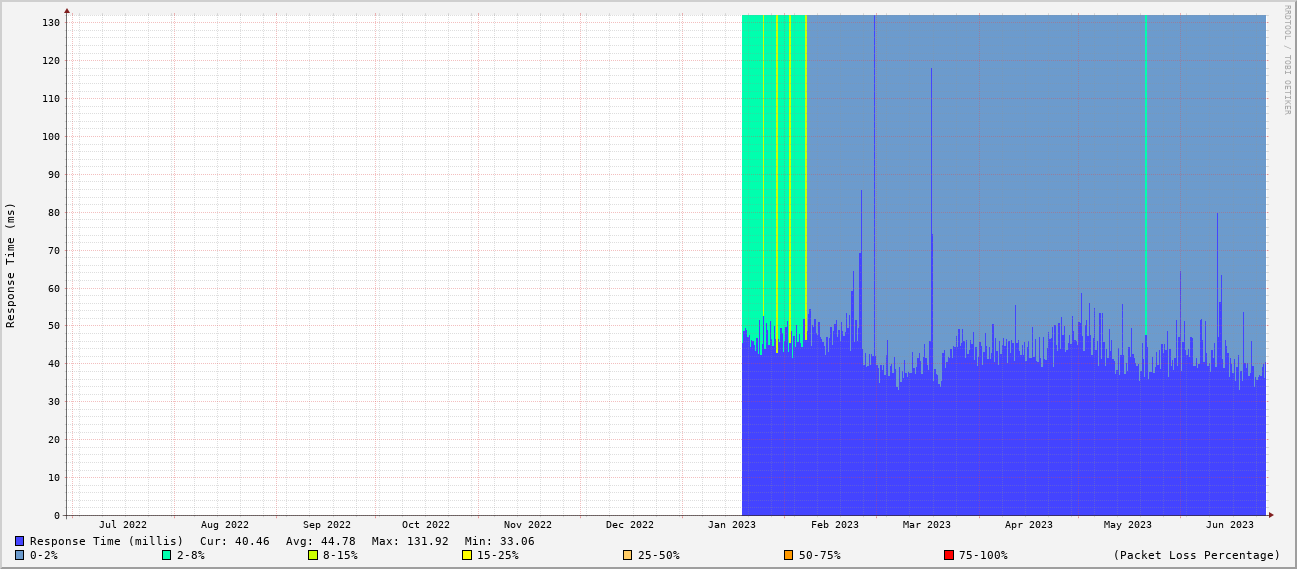 RRDTOOL / TOBI OETIKER
Response Time (ms)
130
120
110
100
90
80
70
60
50
40
30
20
10
0
Jul 2022 Aug 2022 Sep 2022 Oct 2022 Nov 2022 Dec 2022 Jan 2023 Feb 2023 Mar 2023 Apr 2023 May 2023 Jun 2023
Response Time (millis) Cur: 40.46 Avg: 44.78 Max: 131.92 Min: 33.06
0-2% 2-8% 8-15% 15-25% 25-50% 50-75% 75-100% (Packet Loss Percentage)